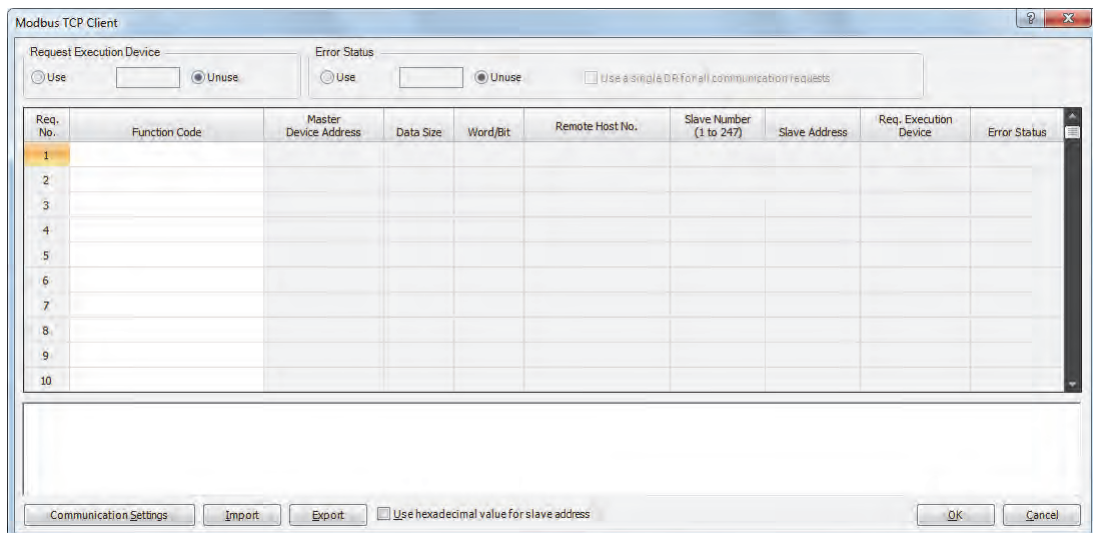 Modbus TCP Client
Request Execution Device Error Status
Use Unuse Use Unuse Use a single DR for all communication requests
Req. No. Function Code Master Device Address Data Size Word/Bit Remote Host No. Slave Number (1 to 247) Slave Address Req. Execution Device Error Status
1
2
3
4
5
6
7
8
9
10
Communication Settings Import Export Use hexadecimal value for slave address OK Cancel